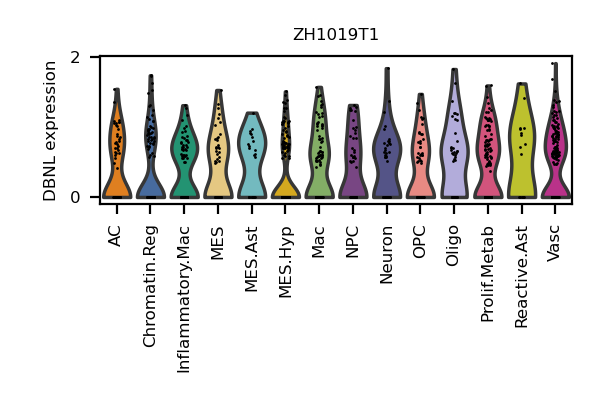 ZH1019T1
DBNL expression
2
0
AC
Chromatin.Reg
Inflammatory.Mac
MES
MES.Ast
MES.Hyp
Mac
NPC
Neuron
OPC
Oligo
Prolif.Metab
Reactive.Ast
Vasc